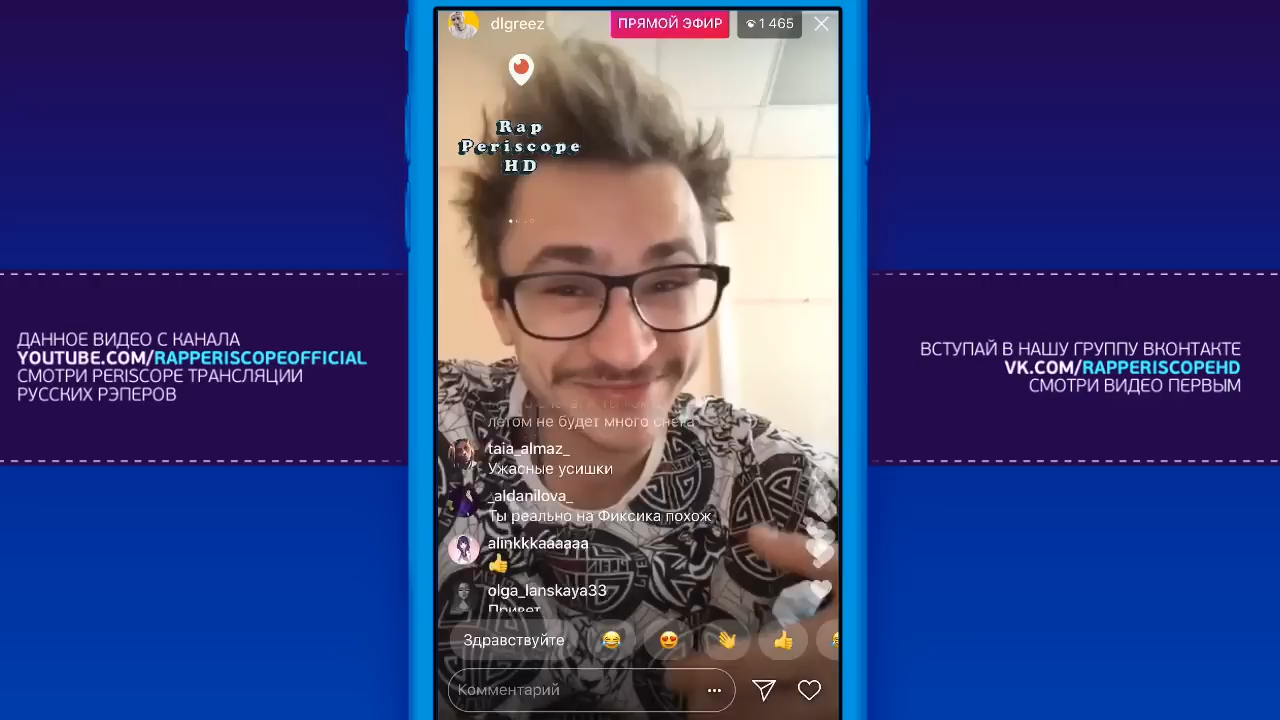 dlgreez
ПРЯМОЙ ЭФИР
1 465
Rap
Periscope
HD
ДАННОЕ ВИДЕО С КАНАЛА
YOUTUBE.COM/RAPPERISCOPEOFFICIAL
СМОТРИ PERISCOPE ТРАНСЛЯЦИИ
РУССКИХ РЭПЕРОВ
ВСТУПАЙ В НАШУ ГРУППУ ВКОНТАКТЕ
VK.COM/RAPPERISCOPEHD
СМОТРИ ВИДЕО ПЕРВЫМ
летом не будет много снега
taia_almaz_
Ужасные усишки
_aldanilova_
Ты реально на Фиксика похож
alinkkkaaaaaa
👍
olga_lanskaya33
Привет
Здравствуйте 😂 😍 👋 👍
Комментарий